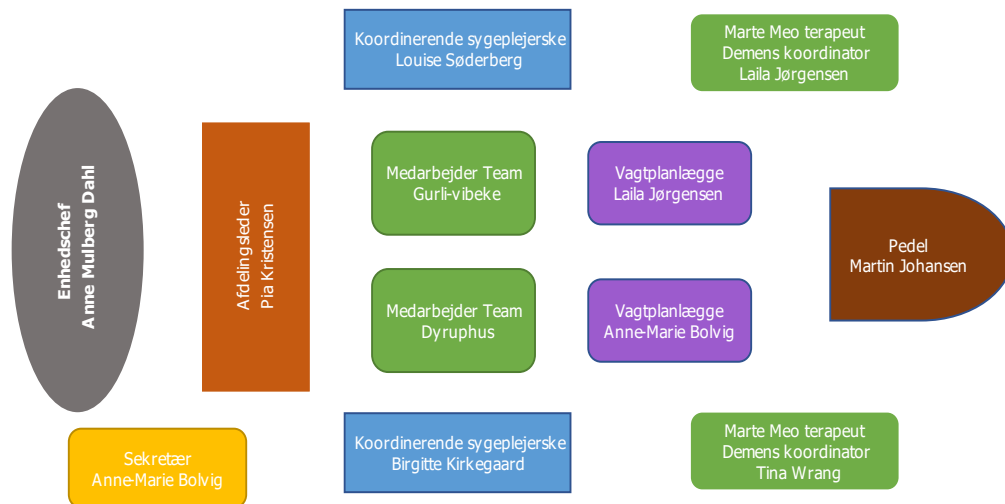 Koordinerende sygeplejerske
Louise Søderberg
Marte Meo terapeut
Demens koordinator
Laila Jørgensen
Enhedschef
Anne Mulberg Dahl
Afdelingsleder
Pia Kristensen
Medarbejder Team
Gurli-vibeke
Vagtplanlægge
Laila Jørgensen
Pedel
Martin Johansen
Medarbejder Team
Dyruphus
Vagtplanlægge
Anne-Marie Bolvig
Sekretær
Anne-Marie Bolvig
Koordinerende sygeplejerske
Birgitte Kirkegaard
Marte Meo terapeut
Demens koordinator
Tina Wrang